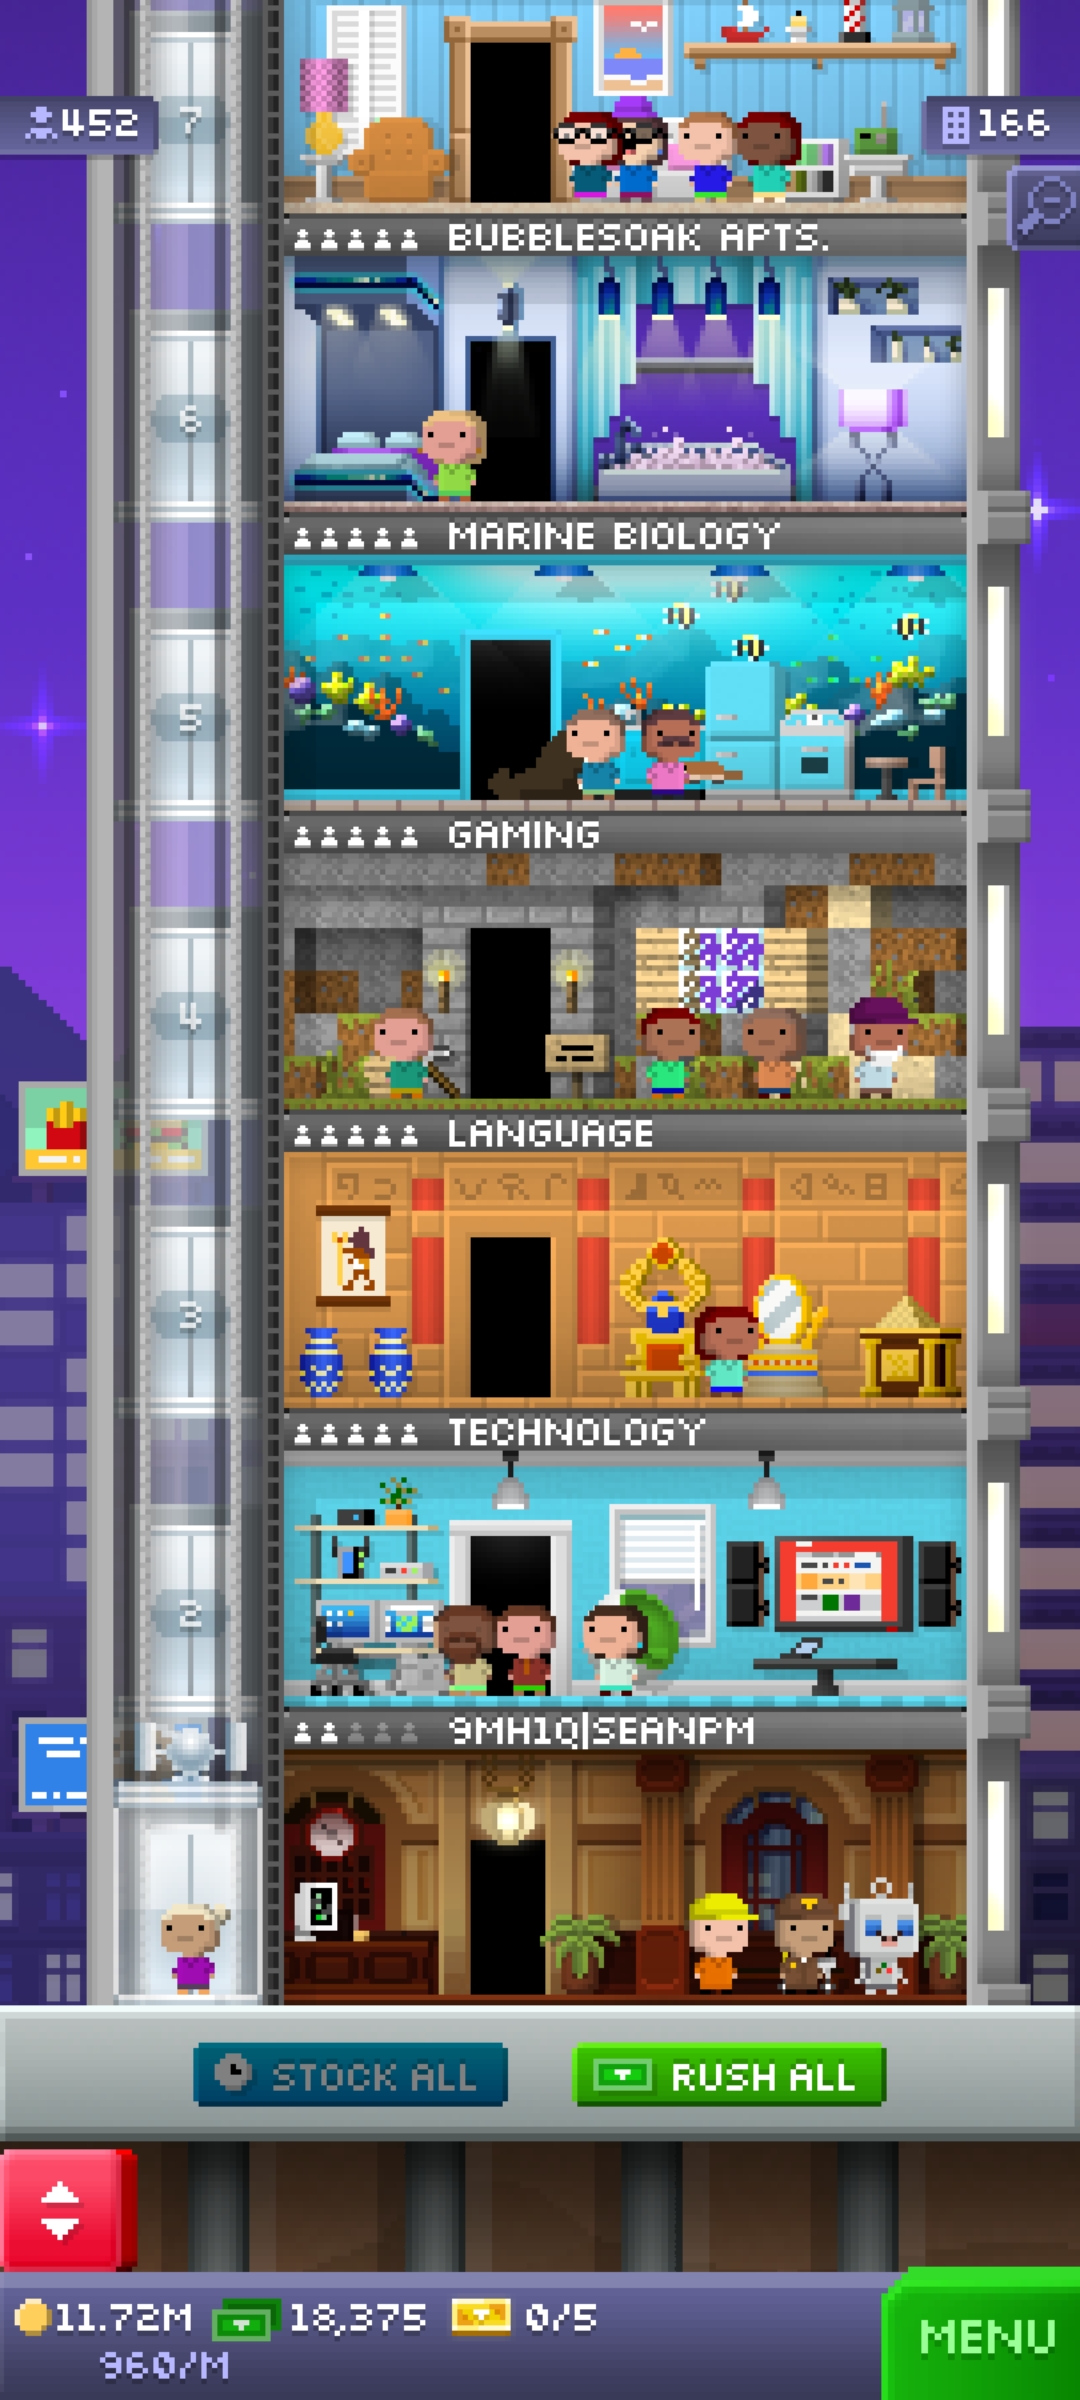 452
7
166
BUBBLESOAK APTS.
6
MARINE BIOLOGY
5
GAMING
4
LANGUAGE
3
TECHNOLOGY
2
9MH1Q|SEANPM
STOCK ALL
RUSH ALL
11.72M
18,375
0/5
960/M
MENU